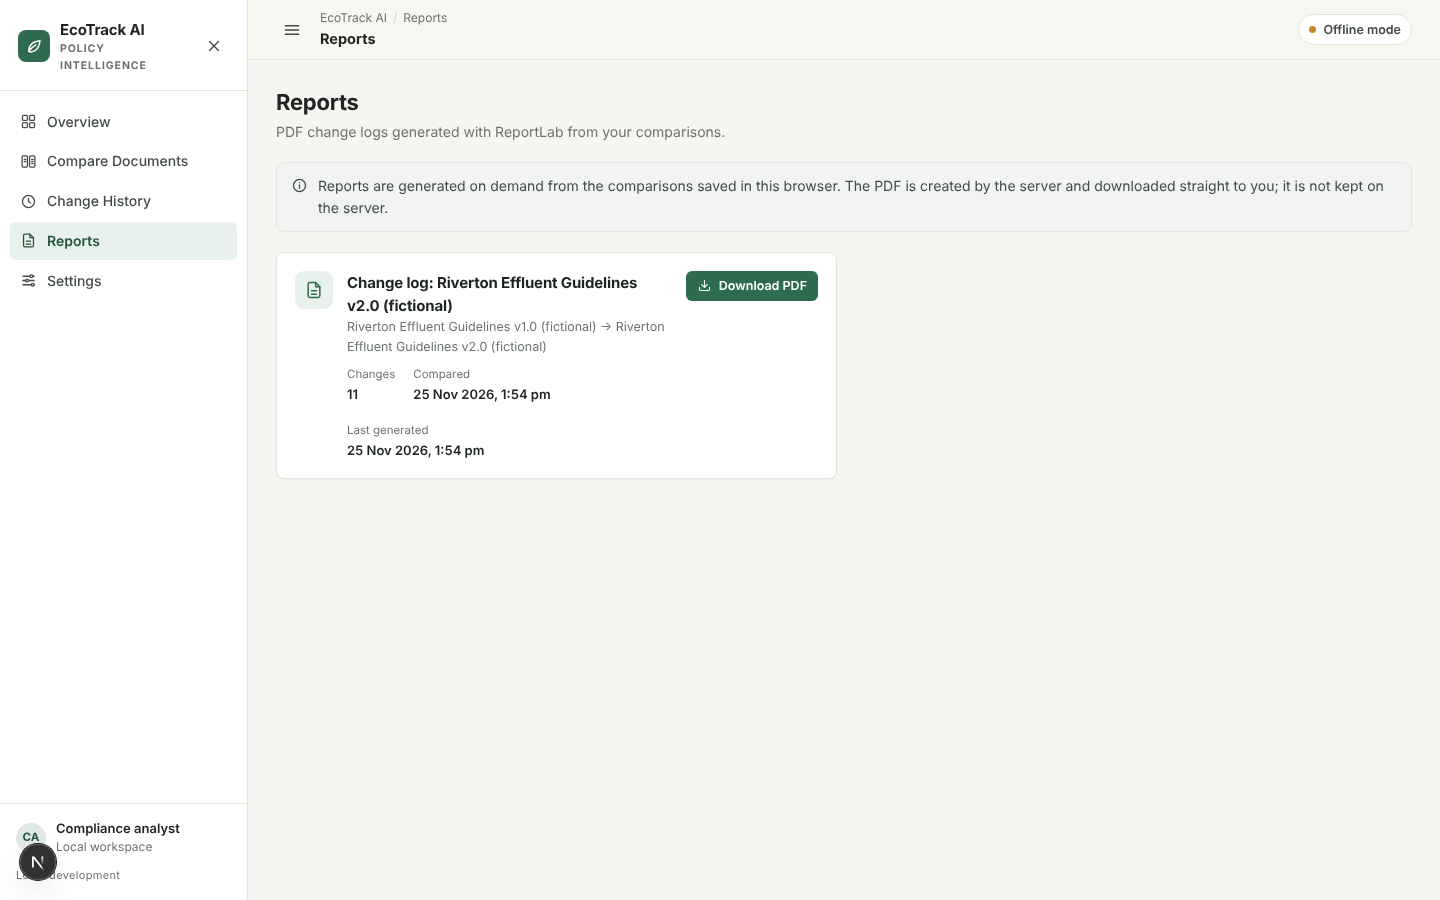 EcoTrack AI
POLICY
INTELLIGENCE
Overview
Compare Documents
Change History
Reports
Settings
Compliance analyst
CA
Local workspace
N
development
EcoTrack AI / Reports
Reports
Offline mode
Reports
PDF change logs generated with ReportLab from your comparisons.
Reports are generated on demand from the comparisons saved in this browser. The PDF is created by the server and downloaded straight to you; it is not kept on
the server.
Change log: Riverton Effluent Guidelines
v2.0 (fictional)
Download PDF
Riverton Effluent Guidelines v1.0 (fictional) → Riverton
Effluent Guidelines v2.0 (fictional)
Changes Compared
11 25 Nov 2026, 1:54 pm
Last generated
25 Nov 2026, 1:54 pm